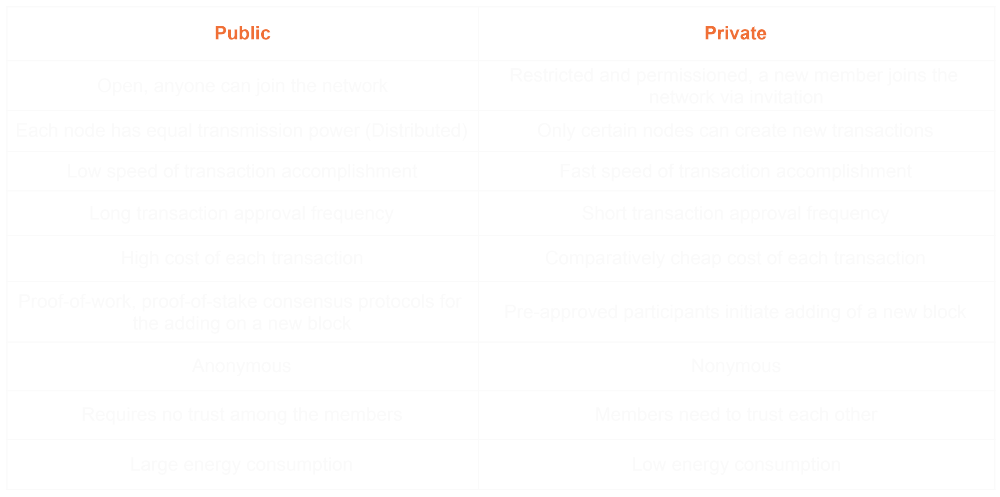 Public
Private
Open, anyone can join the network
Restricted and permissioned, a new member joins the
network via invitation
Each node has equal transmission power (Distributed)
Only certain nodes can create new transactions
Low speed of transaction accomplishment
Fast speed of transaction accomplishment
Long transaction approval frequency
Short transaction approval frequency
High cost of each transaction
Comparatively cheap cost of each transaction
Proof-of-work, proof-of-stake consensus protocols for
the adding on a new block
Pre-approved participants initiate adding of a new block
Anonymous
Nonymous
Requires no trust among the members
Members need to trust each other
Large energy consumption
Low energy consumption